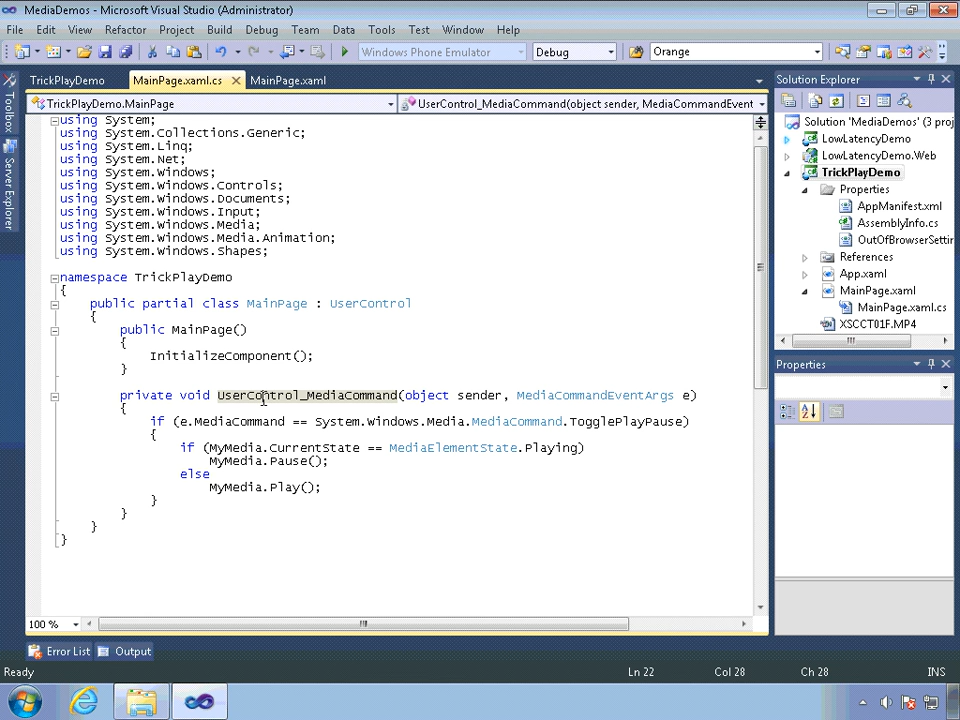 MediaDemos - Microsoft Visual Studio (Administrator)
File Edit View Refactor Project Build Debug Team Data Tools Test Window Help
Windows Phone Emulator Debug Orange
TrickPlayDemo MainPage.xaml.cs MainPage.xaml
TrickPlayDemo.MainPage UserControl_MediaCommand(object sender, MediaCommandEvent
using System;
using System.Collections.Generic;
using System.Linq;
using System.Net;
using System.Windows;
using System.Windows.Controls;
using System.Windows.Documents;
using System.Windows.Input;
using System.Windows.Media;
using System.Windows.Media.Animation;
using System.Windows.Shapes;
namespace TrickPlayDemo
{
public partial class MainPage : UserControl
{
public MainPage()
{
InitializeComponent();
}
private void UserControl_MediaCommand(object sender, MediaCommandEventArgs e)
{
if (e.MediaCommand == System.Windows.Media.MediaCommand.TogglePlayPause)
{
if (MyMedia.CurrentState == MediaElementState.Playing)
MyMedia.Pause();
else
MyMedia.Play();
}
}
}
}
100 %
Toolbox
Server Explorer
Solution Explorer
Solution 'MediaDemos' (3 proj
LowLatencyDemo
LowLatencyDemo.Web
TrickPlayDemo
Properties
AppManifest.xml
AssemblyInfo.cs
OutOfBrowserSettir
References
App.xaml
MainPage.xaml
MainPage.xaml.cs
XSCCT01F.MP4
Properties
Error List Output
Ready Ln 22 Col 28 Ch 28 INS